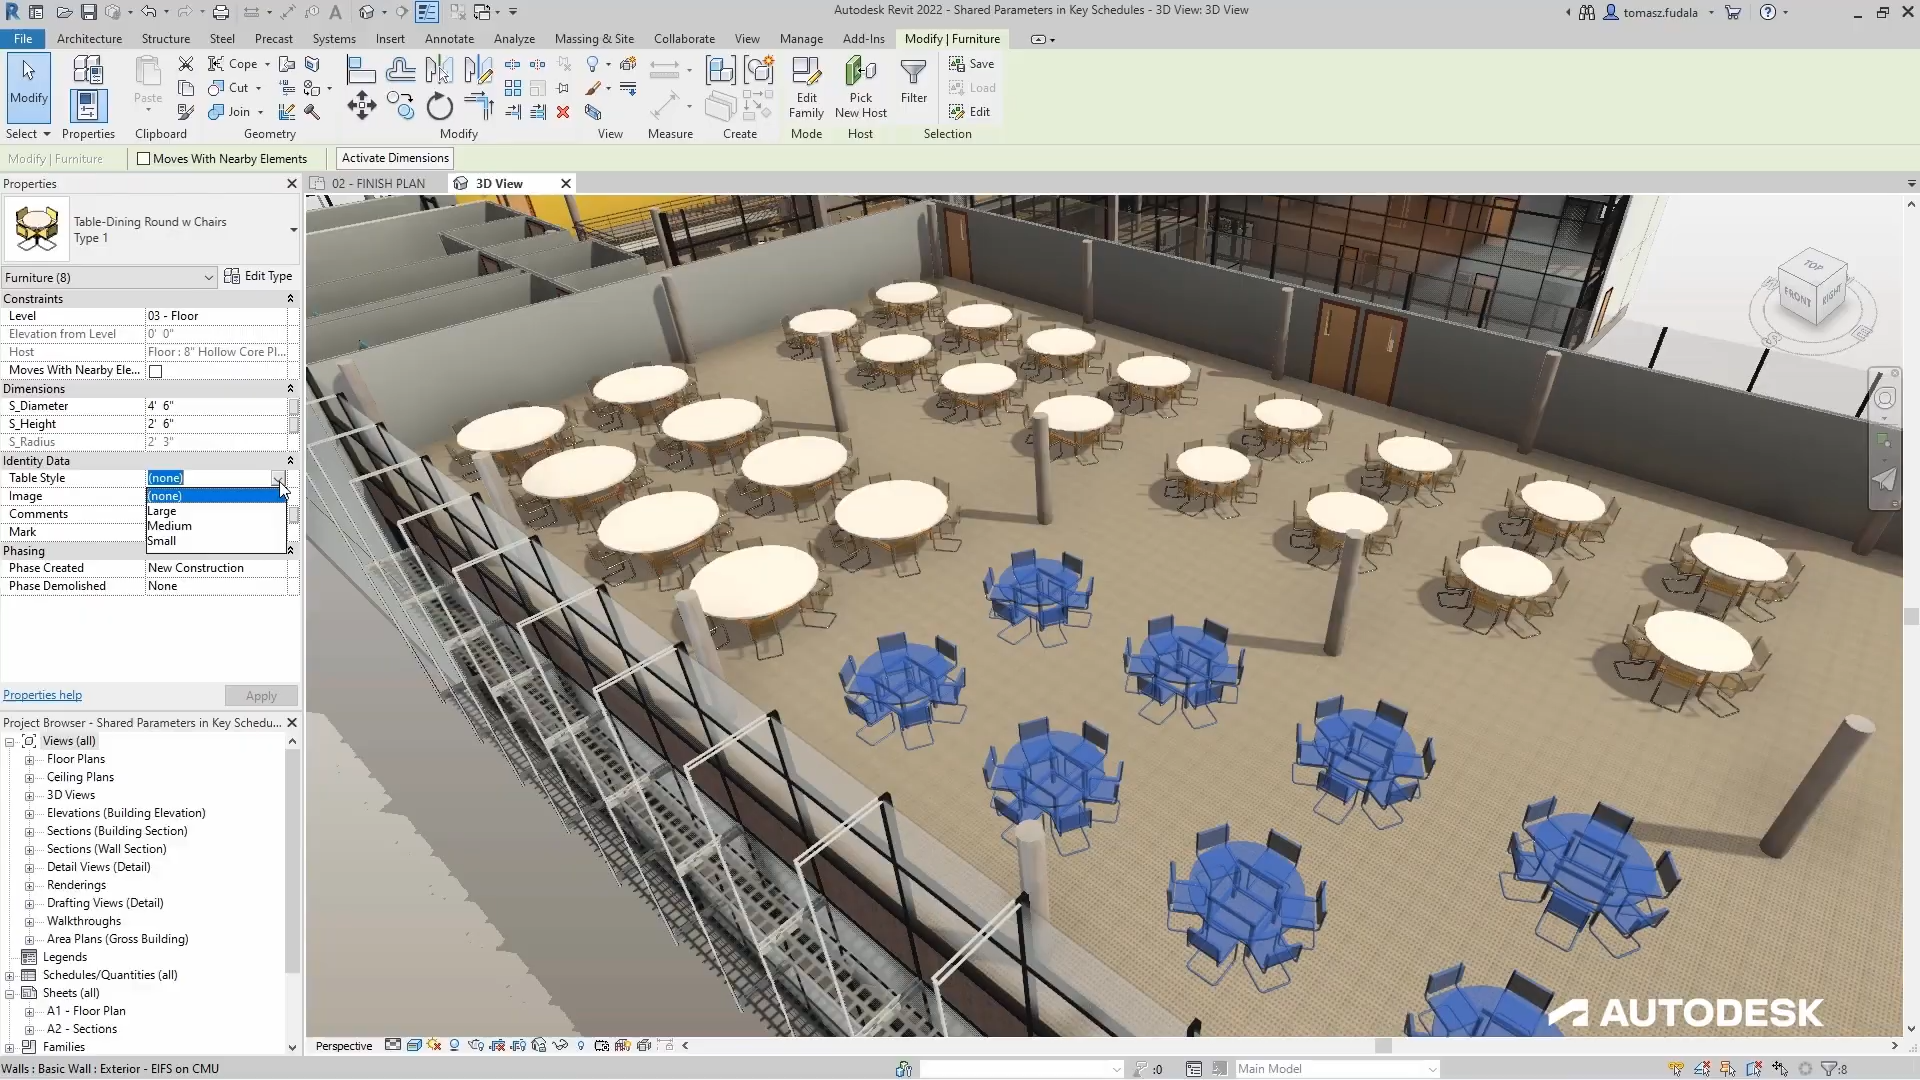 Autodesk Revit 2022 - Shared Parameters in Key Schedules - 3D View: 3D View
tomasz.fudala
File
Architecture
Structure
Steel
Precast
Systems
Insert
Annotate
Analyze
Massing & Site
Collaborate
View
Manage
Add-Ins
Modify | Furniture
Modify
Paste
Cope
Cut
Join
Edit
Family
Pick
New Host
Filter
Save
Load
Edit
Select
Properties
Clipboard
Geometry
Modify
View
Measure
Create
Mode
Host
Selection
Modify | Furniture
Moves With Nearby Elements
Activate Dimensions
Properties
02 - FINISH PLAN
3D View
Table-Dining Round w Chairs
Type 1
Furniture (8)
Edit Type
Constraints
Level 03 - Floor
Elevation from Level 0' 0"
Host Floor : 8" Hollow Core Pl...
Moves With Nearby Ele...
Dimensions
S_Diameter 4' 6"
S_Height 2' 6"
S_Radius 2' 3"
Identity Data
Table Style (none)
Image (none)
Large
Comments
Medium
Mark
Small
Phasing
Phase Created New Construction
Phase Demolished None
Properties help
Apply
Project Browser - Shared Parameters in Key Schedu...
Views (all)
Floor Plans
Ceiling Plans
3D Views
Elevations (Building Elevation)
Sections (Building Section)
Sections (Wall Section)
Detail Views (Detail)
Renderings
Drafting Views (Detail)
Walkthroughs
Area Plans (Gross Building)
Legends
Schedules/Quantities (all)
Sheets (all)
A1 - Floor Plan
A2 - Sections
Families
TOP
FRONT
RIGHT
AUTODESK
Perspective
Walls : Basic Wall : Exterior - EIFS on CMU
:0
Main Model
:8